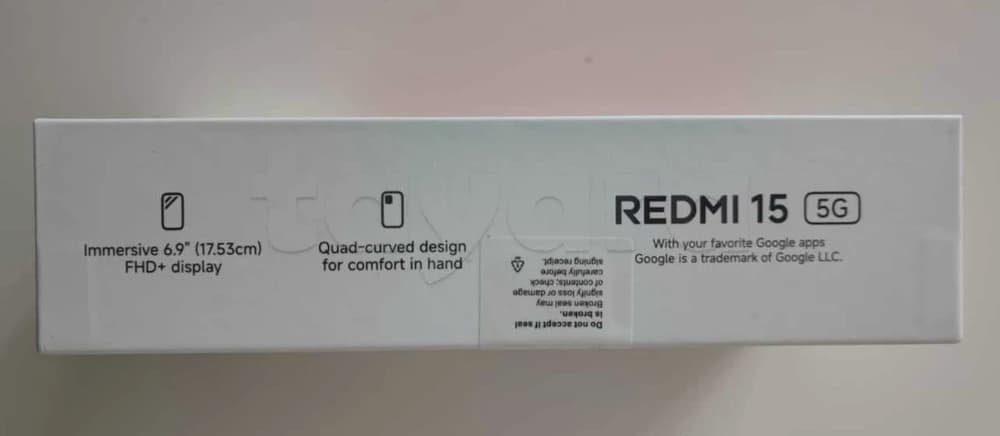 Immersive 6.9" (17.53cm)
FHD+ display
Quad-curved design
for comfort in hand
REDMI 15 5G
With your favorite Google apps
Google is a trademark of Google LLC.
Do not accept if seal
is broken.
Broken seal may
signify loss or damage
of contents; check
carefully before
signing receipt.